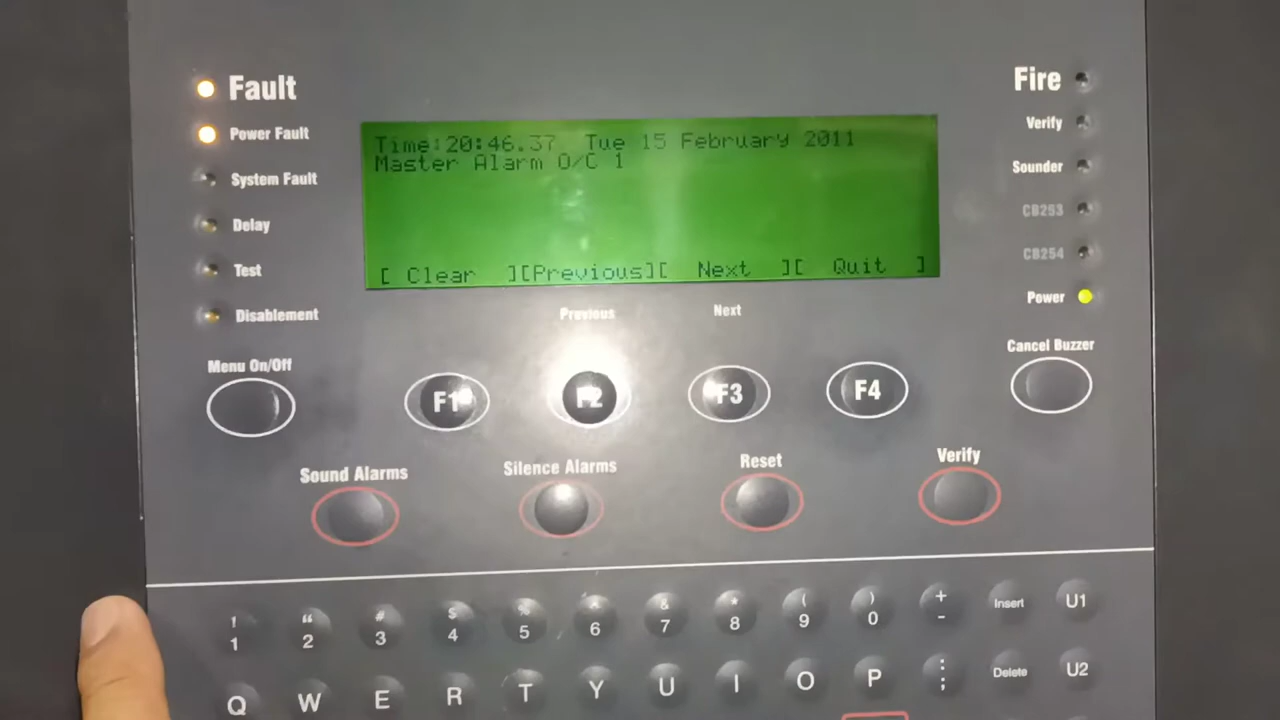 Fault
Fire
Power Fault
Verify
System Fault
Sounder
Delay
CB253
Test
CB254
Disablement
Power
Time:20:46.37 Tue 15 February 2011
Master Alarm O/C 1
[ Clear ][Previous][ Next ][ Quit ]
Previous
Next
Menu On/Off
F1
F2
F3
F4
Cancel Buzzer
Sound Alarms
Silence Alarms
Reset
Verify
! " # $ % ^ & * ( ) +
1 2 3 4 5 6 7 8 9 0 - Insert U1
Q W E R T Y U I O P : ; Delete U2